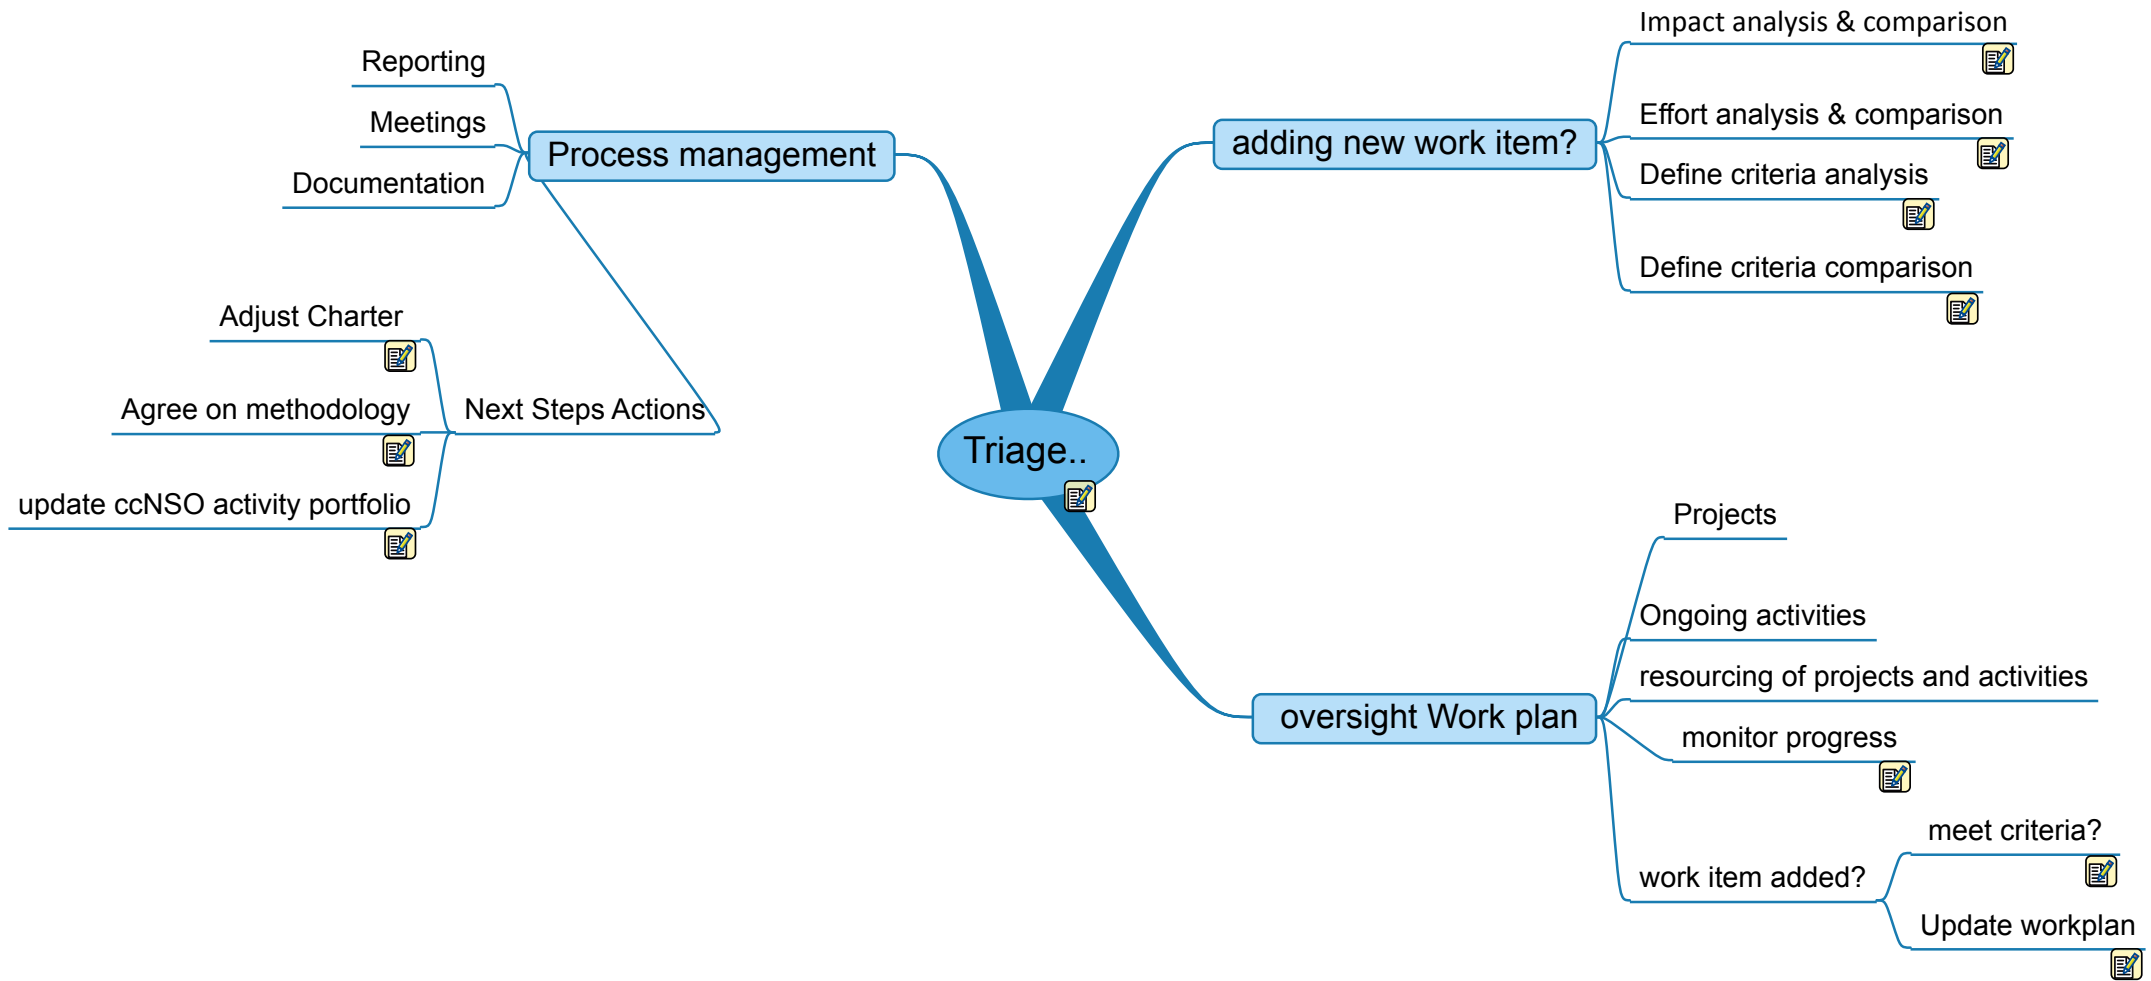 Reporting
Meetings
Documentation
Process management
Adjust Charter
Agree on methodology
update ccNSO activity portfolio
Next Steps Actions
Triage..
adding new work item?
Impact analysis & comparison
Effort analysis & comparison
Define criteria analysis
Define criteria comparison
oversight Work plan
Projects
Ongoing activities
resourcing of projects and activities
monitor progress
work item added?
meet criteria?
Update workplan